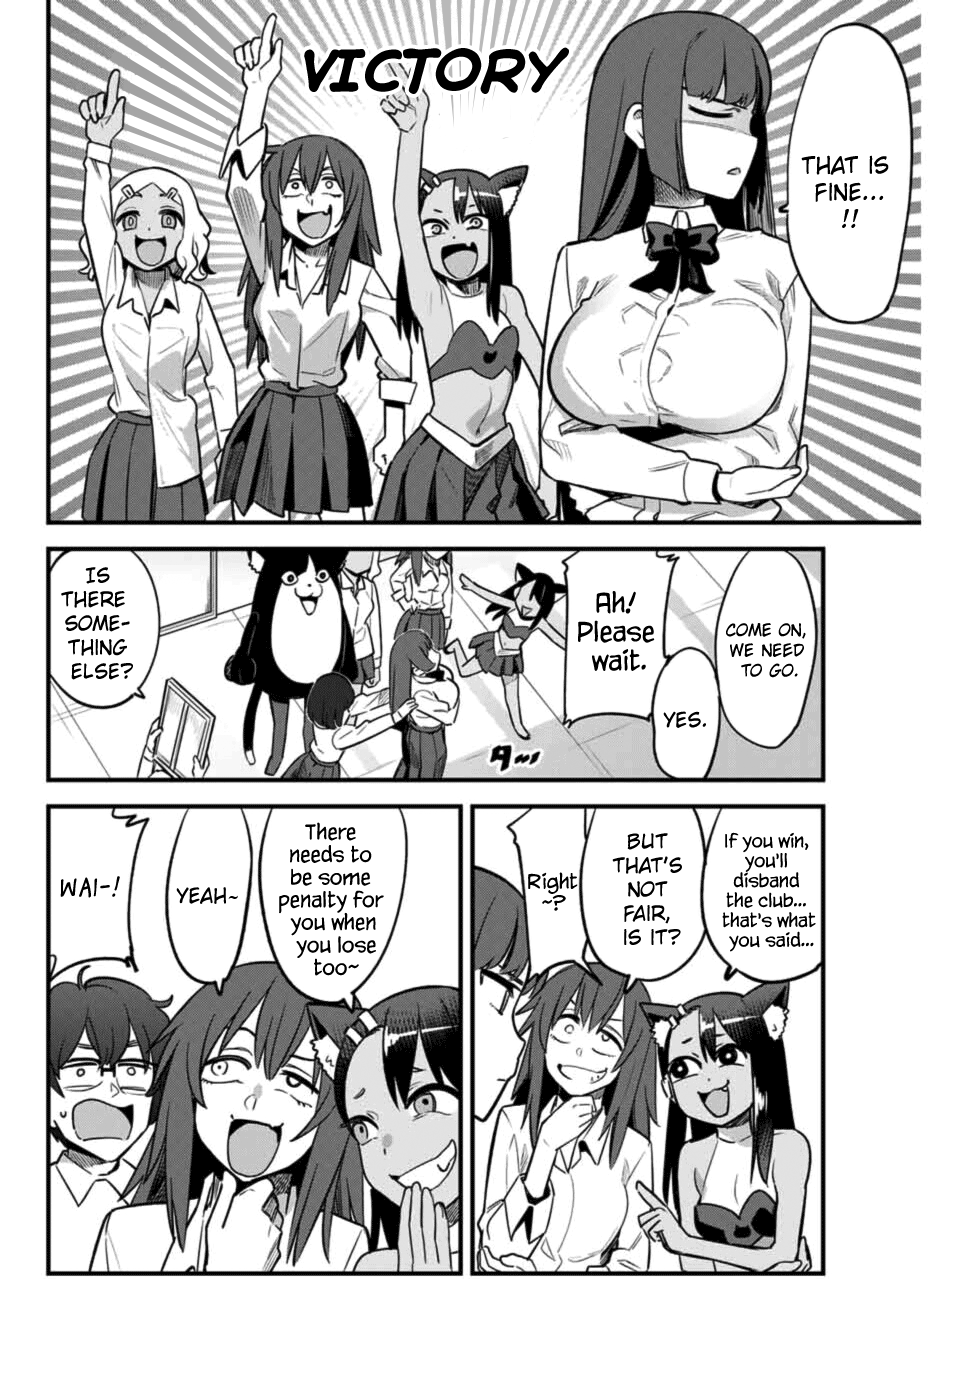 VICTORY
THAT IS
FINE...
!!
COME ON,
WE NEED
TO GO.
YES.
Ah!
Please
wait.
IS
THERE
SOME-
THING
ELSE?
タッ
If you win,
you'll
disband
the club...
that's what
you said...
BUT
THAT'S
NOT
FAIR,
IS IT?
Right
~?
There
needs to
be some
penalty for
you when
you lose
too~
YEAH~
WAI-!